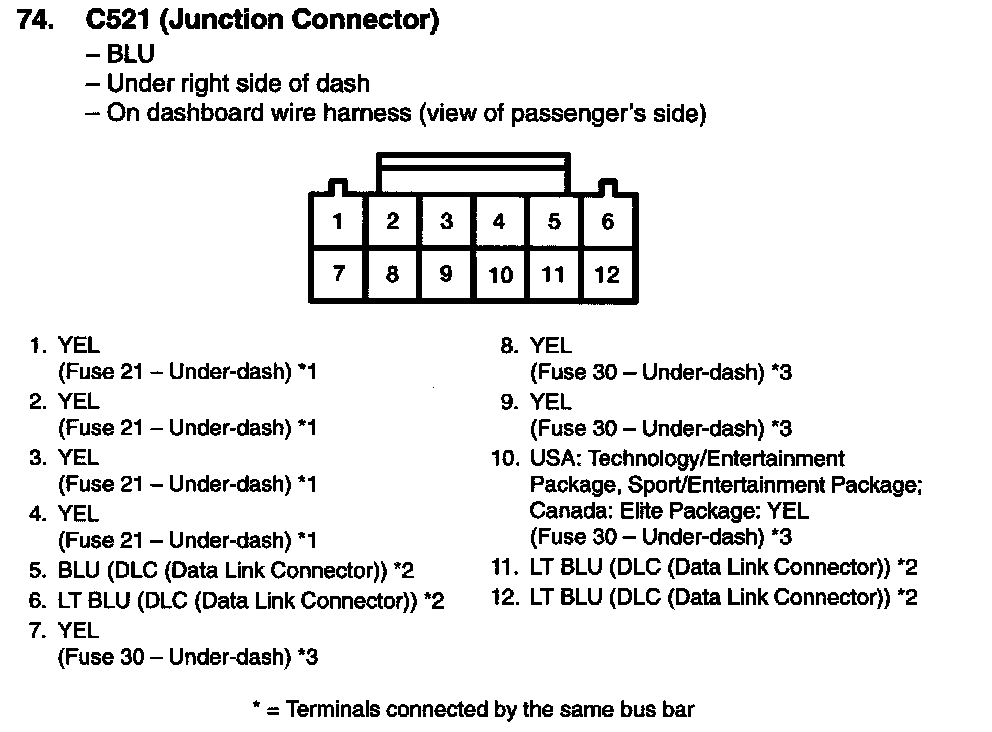 74. C521 (Junction Connector)
– BLU
– Under right side of dash
– On dashboard wire harness (view of passenger's side)
1 2 3 4 5 6
7 8 9 10 11 12
1. YEL
(Fuse 21 – Under-dash) *1
2. YEL
(Fuse 21 – Under-dash) *1
3. YEL
(Fuse 21 – Under-dash) *1
4. YEL
(Fuse 21 – Under-dash) *1
5. BLU (DLC (Data Link Connector)) *2
6. LT BLU (DLC (Data Link Connector)) *2
7. YEL
(Fuse 30 – Under-dash) *3
8. YEL
(Fuse 30 – Under-dash) *3
9. YEL
(Fuse 30 – Under-dash) *3
10. USA: Technology/Entertainment
Package, Sport/Entertainment Package;
Canada: Elite Package: YEL
(Fuse 30 – Under-dash) *3
11. LT BLU (DLC (Data Link Connector)) *2
12. LT BLU (DLC (Data Link Connector)) *2
* = Terminals connected by the same bus bar